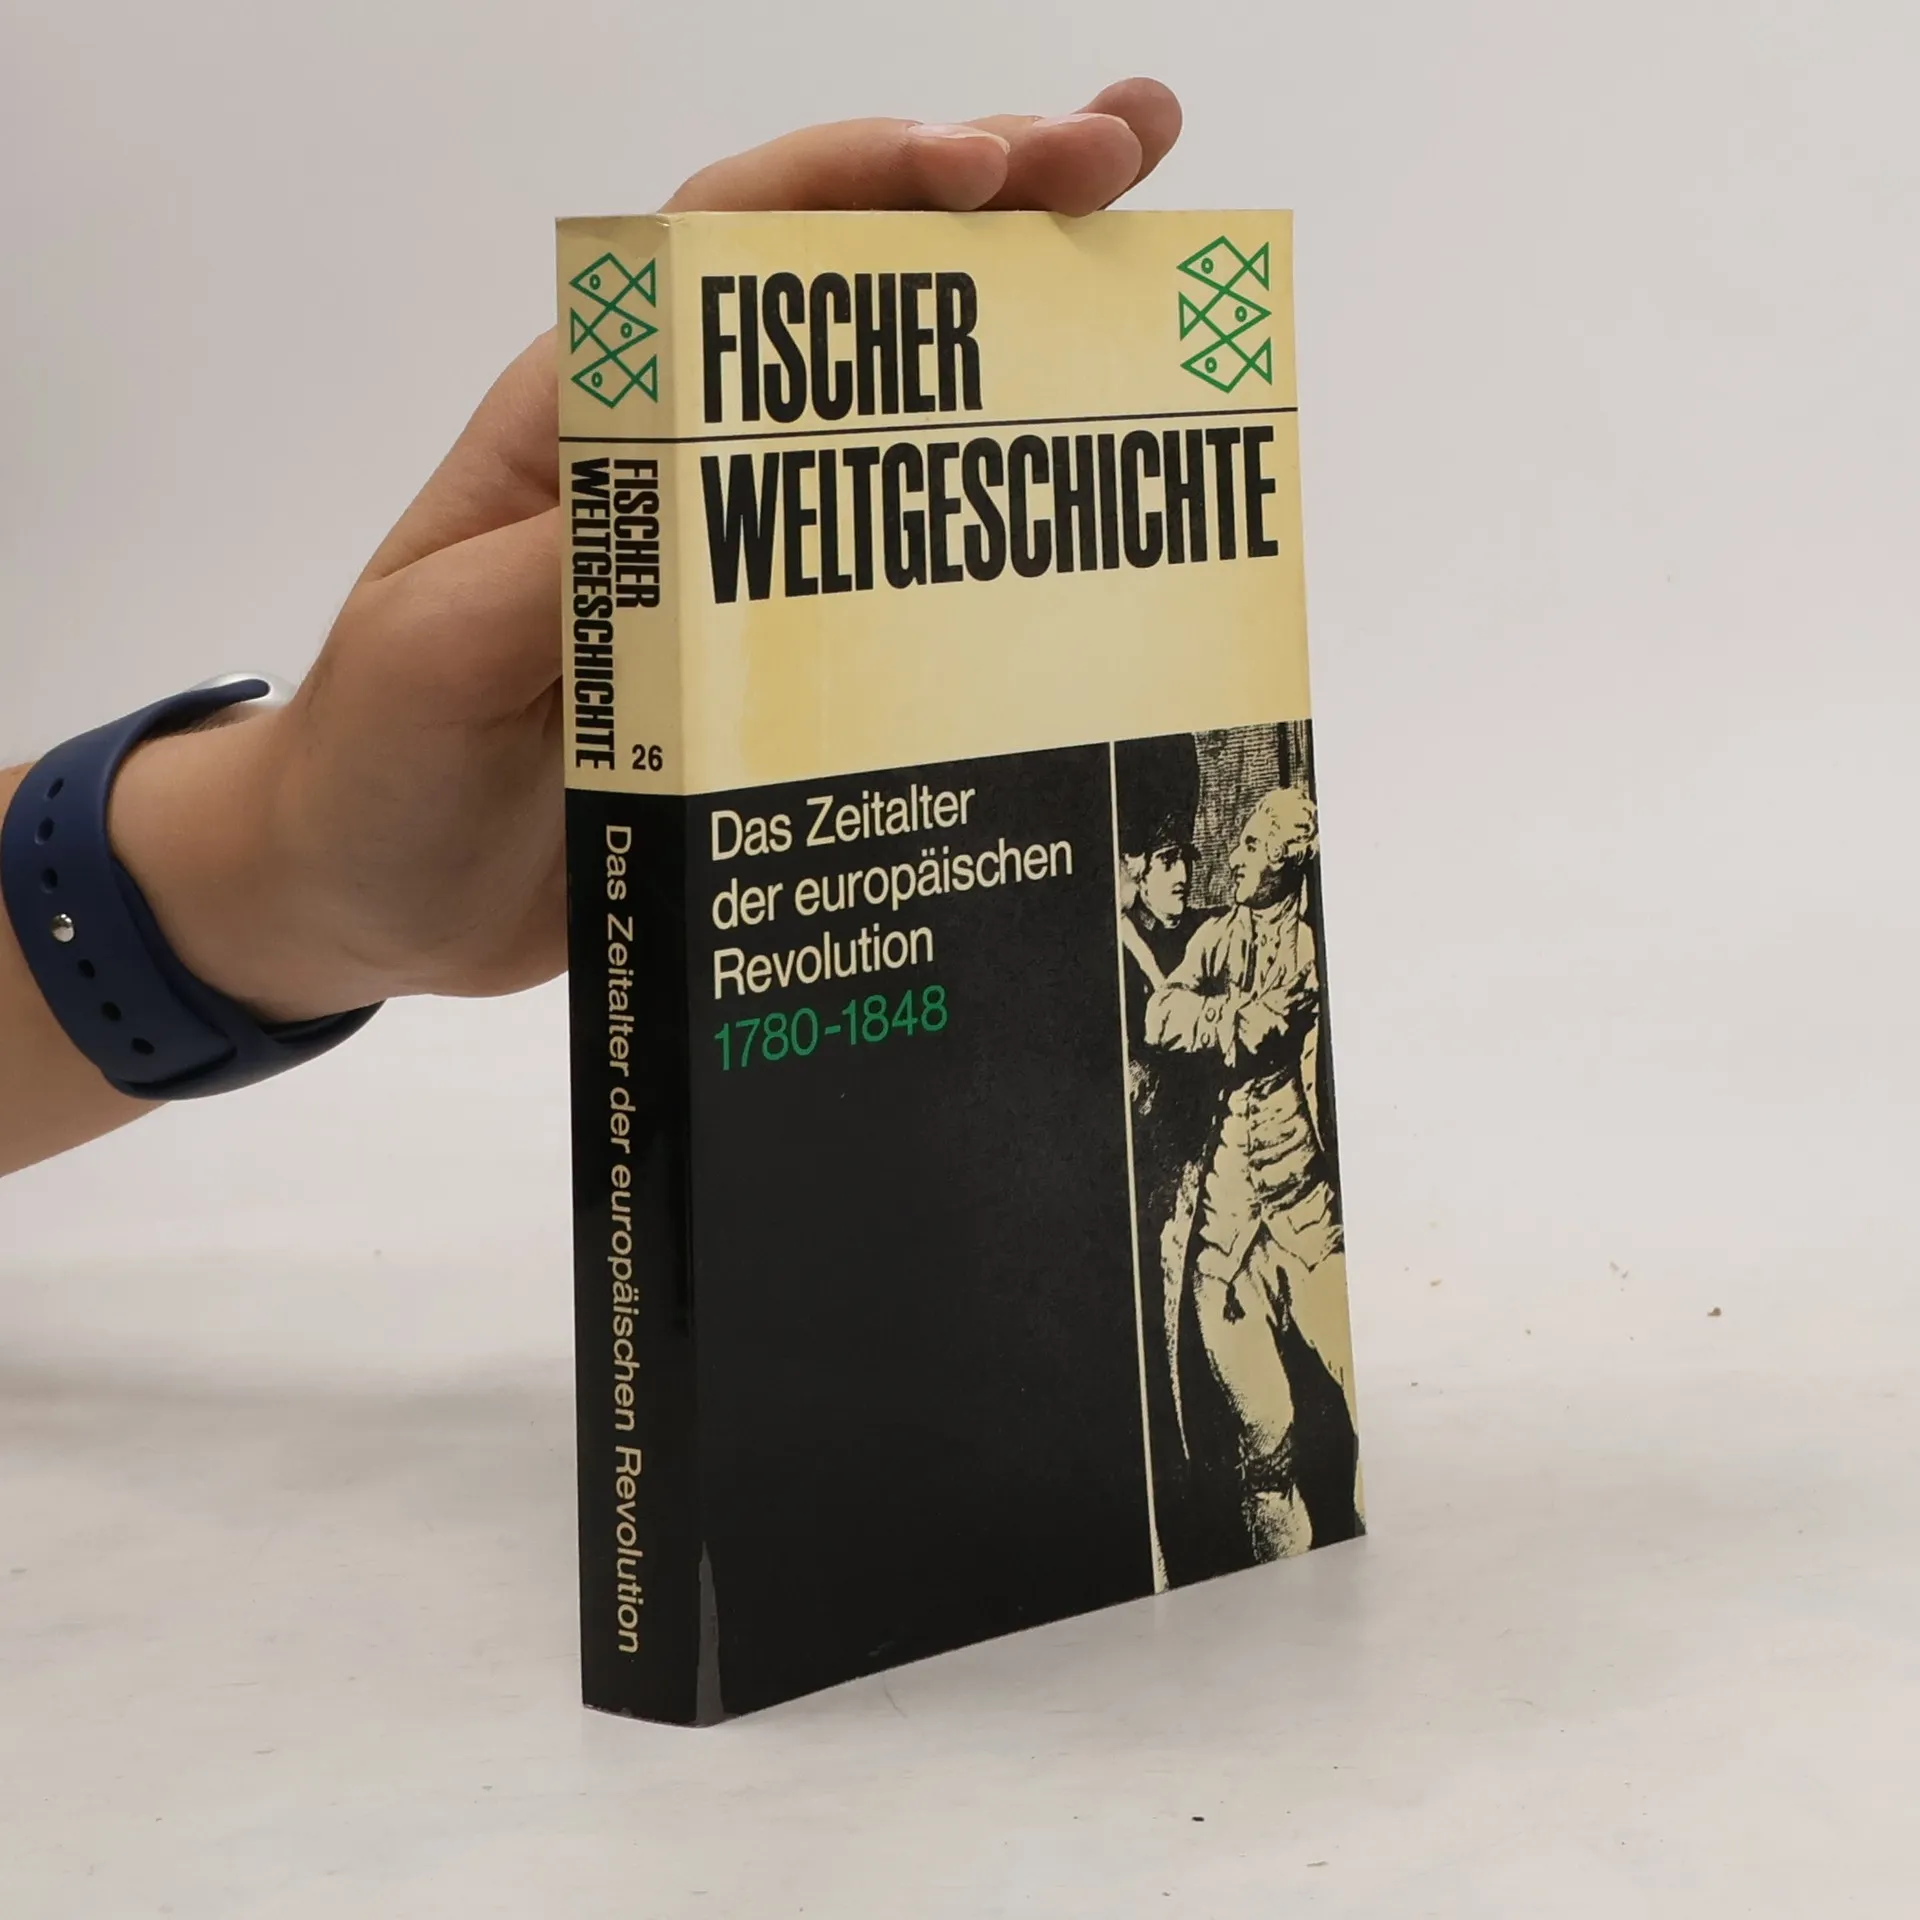 FISCHER
WELTGESCHICHTE
Das Zeitalter
der europäischen
Revolution
1780-1848
FISCHER
WELTGESCHICHTE
26
Das Zeitalter der europäischen Revolution